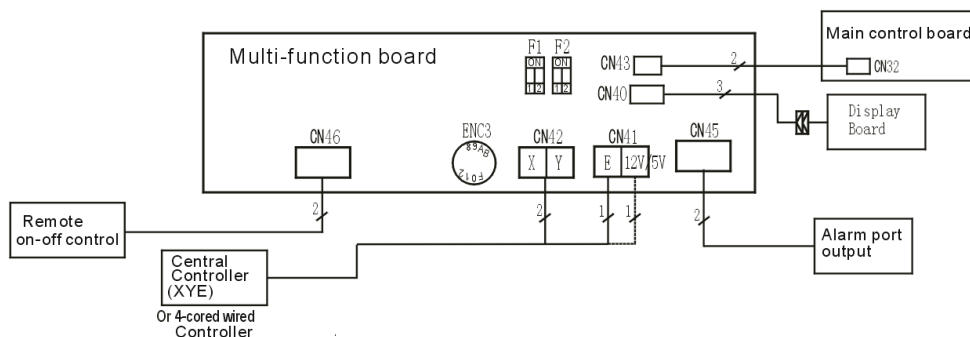 Multi-function board
F1 F2
ON ON
1 2 1 2
CN43
2
Main control board
CN32
CN40
3
Display
Board
CN46
ENC3
89AB
F012
CN42
X Y
CN41
E 12V/5V
CN45
2
2
1
1
2
Remote
on-off control
Central
Controller
(XYE)
Or 4-cored wired
Controller
Alarm port
output